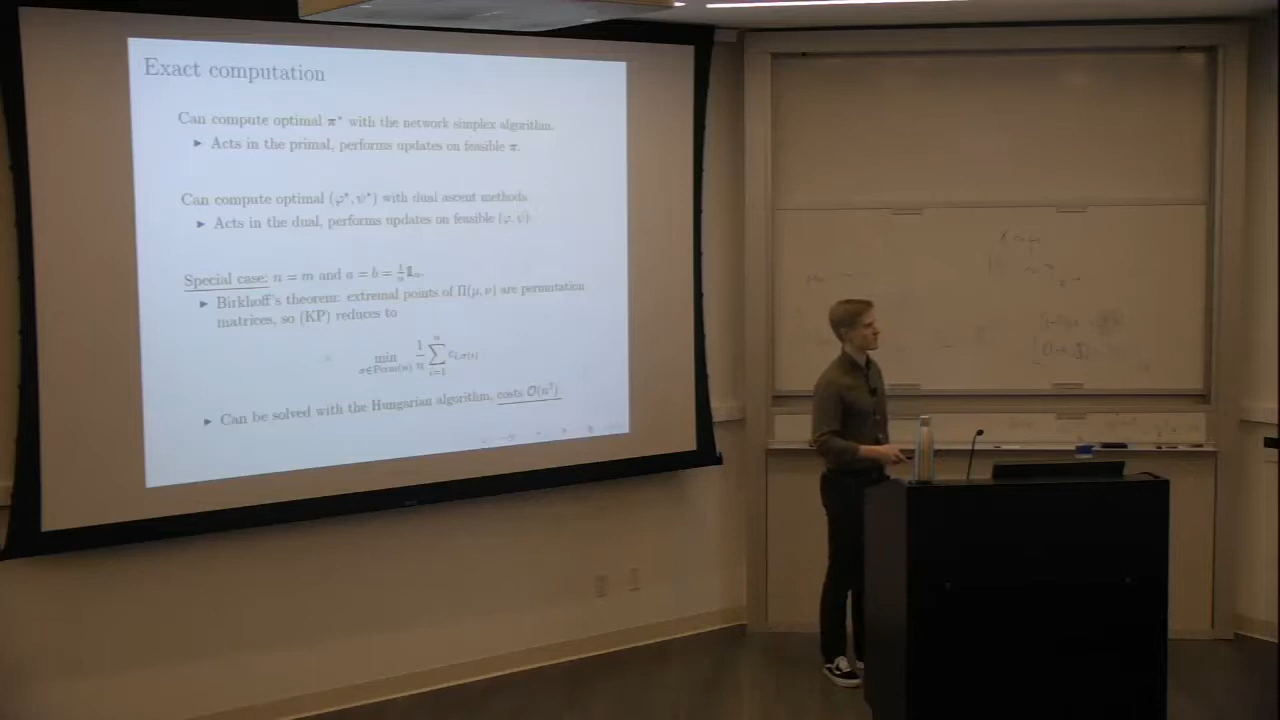 Exact computation
Can compute optimal π* with the network simplex algorithm.
► Acts in the primal, performs updates on feasible π.
Can compute optimal (φ*, ψ*) with dual ascent methods.
► Acts in the dual, performs updates on feasible (φ, ψ)
Special case: n = m and a = b = 1/n 𝟙ₙ.
► Birkhoff's theorem: extremal points of Π(μ, ν) are permutation
matrices, so (KP) reduces to
min_{σ∈Perm(n)} 1/n ∑_{i=1}^{n} c_{i,σ(i)}
► Can be solved with the Hungarian algorithm, costs O(n³)